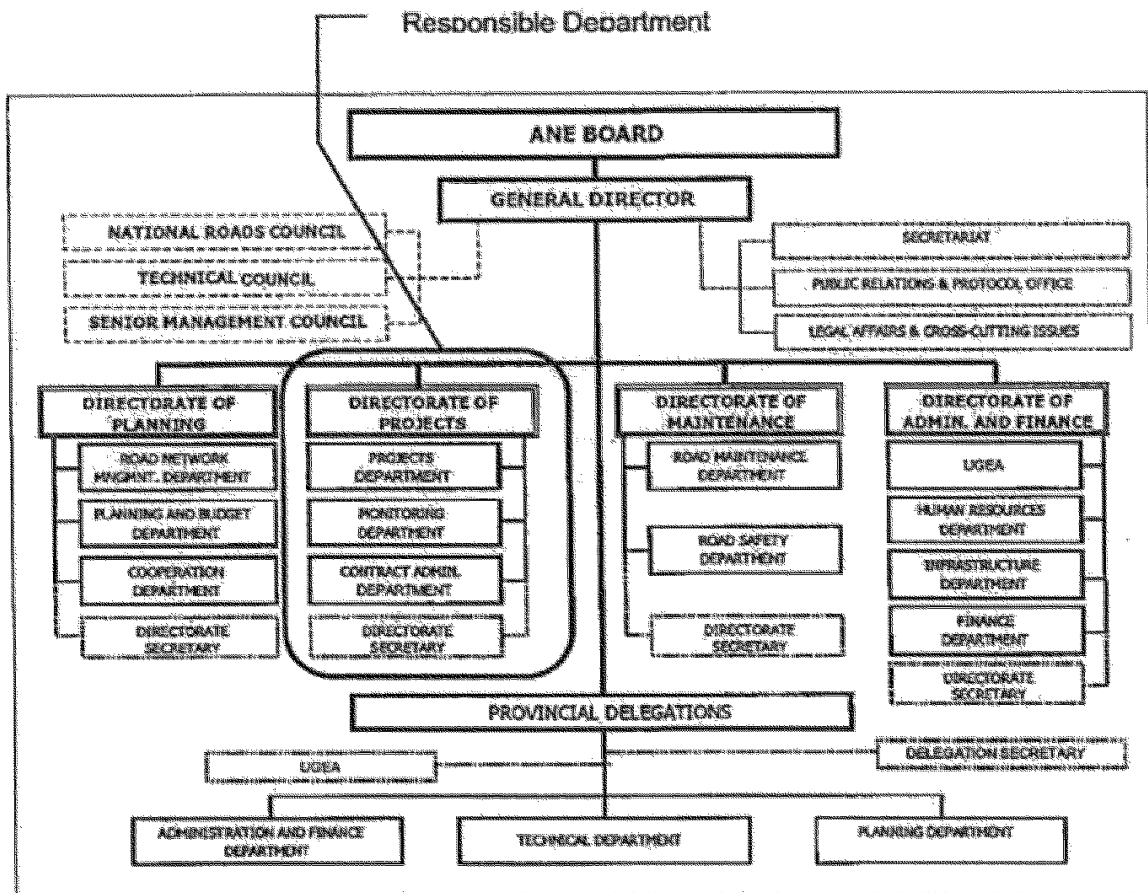 Responsible Department
ANE BOARD
GENERAL DIRECTOR
NATIONAL ROADS COUNCIL
TECHNICAL COUNCIL
SENIOR MANAGEMENT COUNCIL
SECRETARIAT
PUBLIC RELATIONS & PROTOCOL OFFICE
LEGAL AFFAIRS & CROSS-CUTTING ISSUES
DIRECTORATE OF
PLANNING
ROAD NETWORK
MNGMNT. DEPARTMENT
PLANNING AND BUDGET
DEPARTMENT
COOPERATION
DEPARTMENT
DIRECTORATE
SECRETARY
DIRECTORATE OF
PROJECTS
PROJECTS
DEPARTMENT
MONITORING
DEPARTMENT
CONTRACT ADMIN.
DEPARTMENT
DIRECTORATE
SECRETARY
DIRECTORATE OF
MAINTENANCE
ROAD MAINTENANCE
DEPARTMENT
ROAD SAFETY
DEPARTMENT
DIRECTORATE
SECRETARY
DIRECTORATE OF
ADMIN. AND FINANCE
UGEA
HUMAN RESOURCES
DEPARTMENT
INFRASTRUCTURE
DEPARTMENT
FINANCE
DEPARTMENT
DIRECTORATE
SECRETARY
PROVINCIAL DELEGATIONS
UGEA
DELEGATION SECRETARY
ADMINISTRATION AND FINANCE
DEPARTMENT
TECHNICAL DEPARTMENT
PLANNING DEPARTMENT